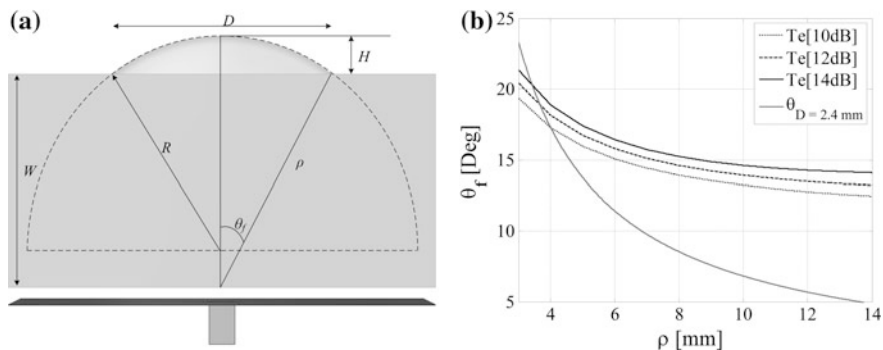 (a)
D
H
R
W
ρ
θf
(b)
25
20
15
10
5
θf [Deg]
Te[10dB]
Te[12dB]
Te[14dB]
θD = 2.4 mm
4 6 8 10 12 14
ρ [mm]